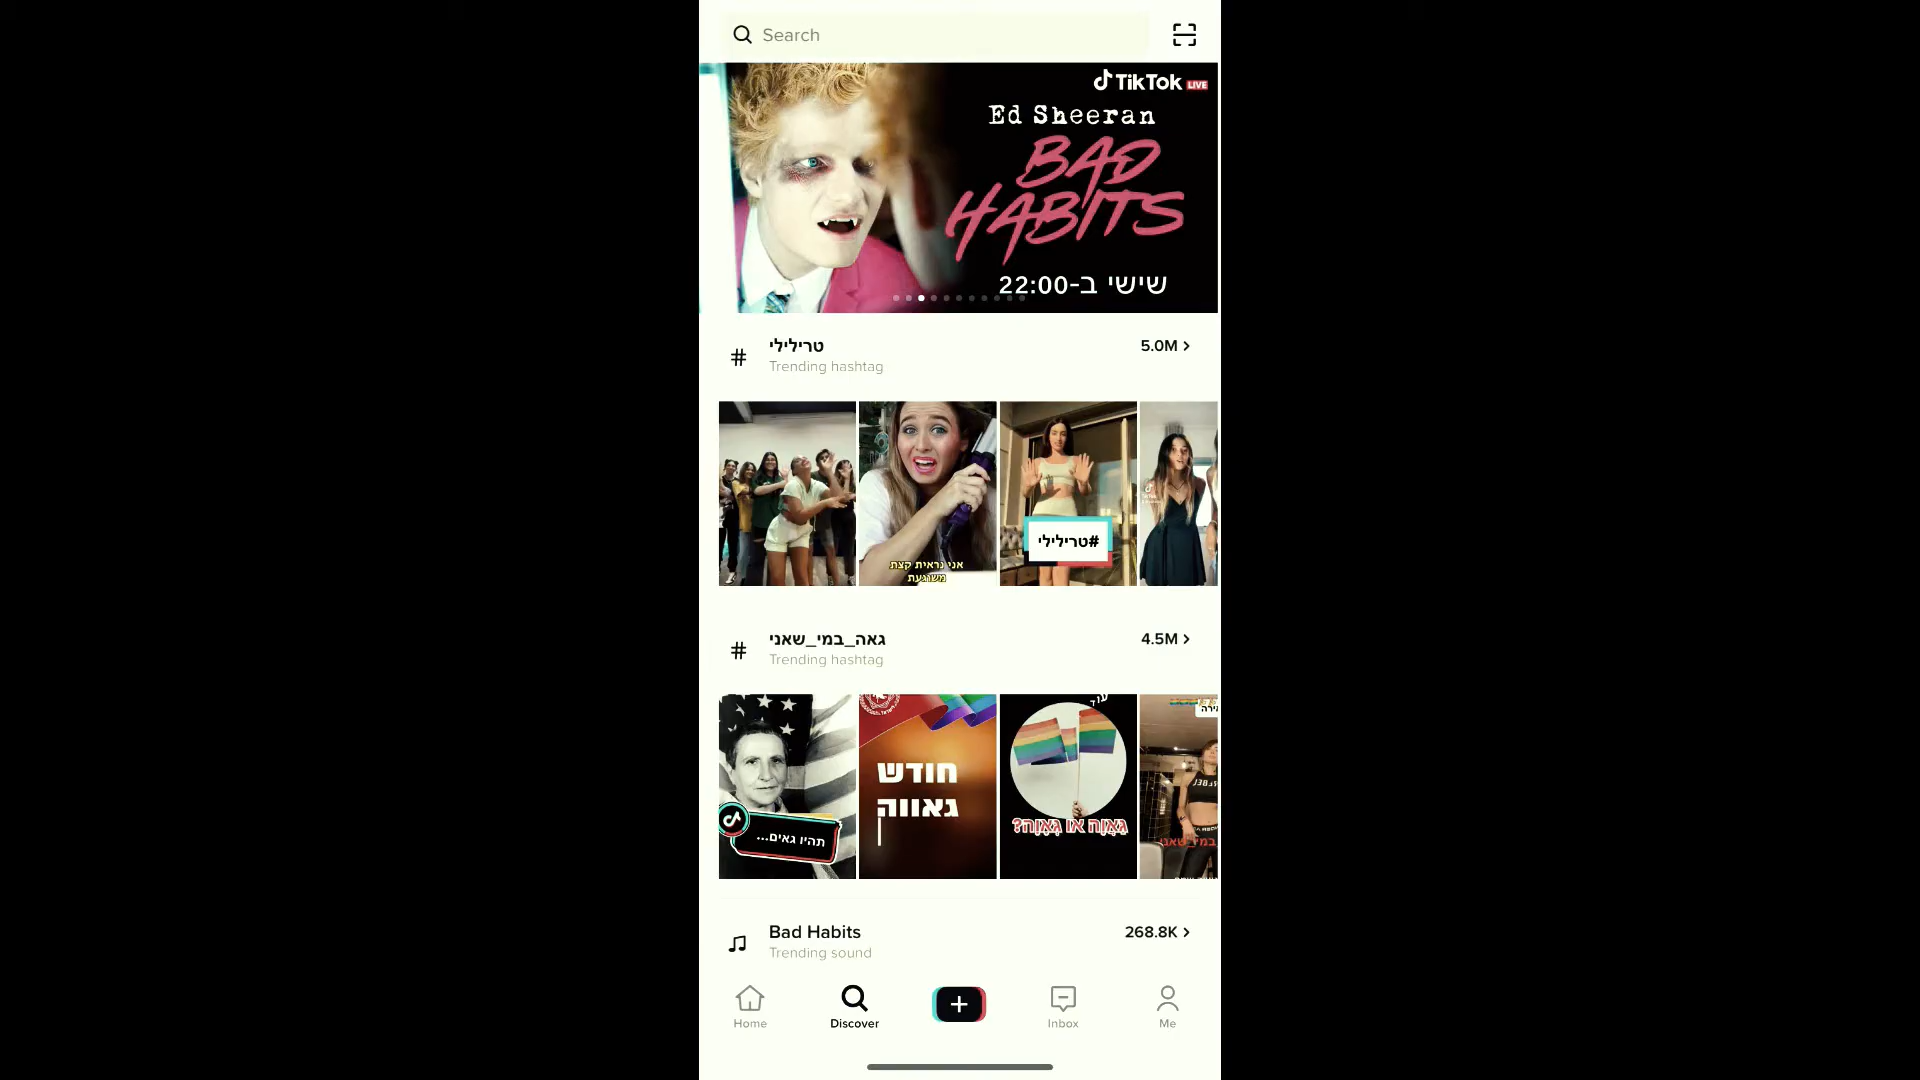 Search
TikTok LIVE
Ed Sheeran
BAD
HABITS
שישי ב-22:00
טרילילי
5.0M
Trending hashtag
אני נראית קצת
משוגעת
#טרילילי
גאה_במי_שאני
4.5M
Trending hashtag
תהיו גאים...
חודש
גאווה
עוד
גַּאֲוָה או גַּאֲוָה?
Bad Habits
268.8K
Trending sound
Home
Discover
Inbox
Me